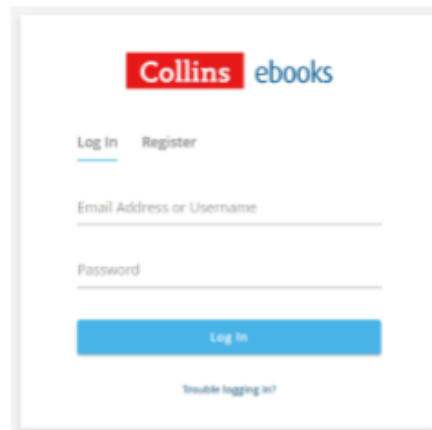 Collins ebooks
Log In Register
Email Address or Username
Password
Log In
Trouble logging in?